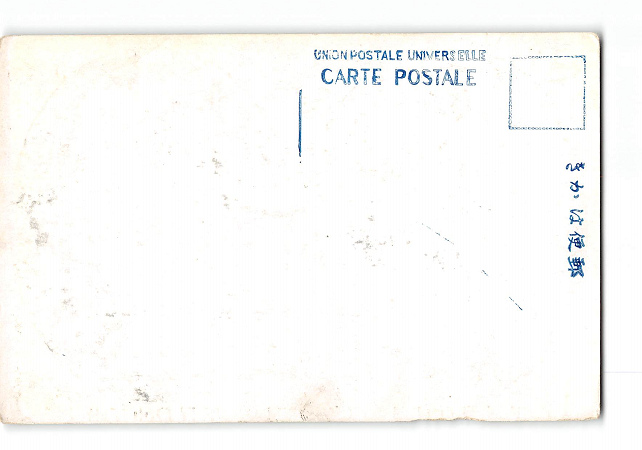 UNION POSTALE UNIVERSELLE
CARTE POSTALE
きかは便郵